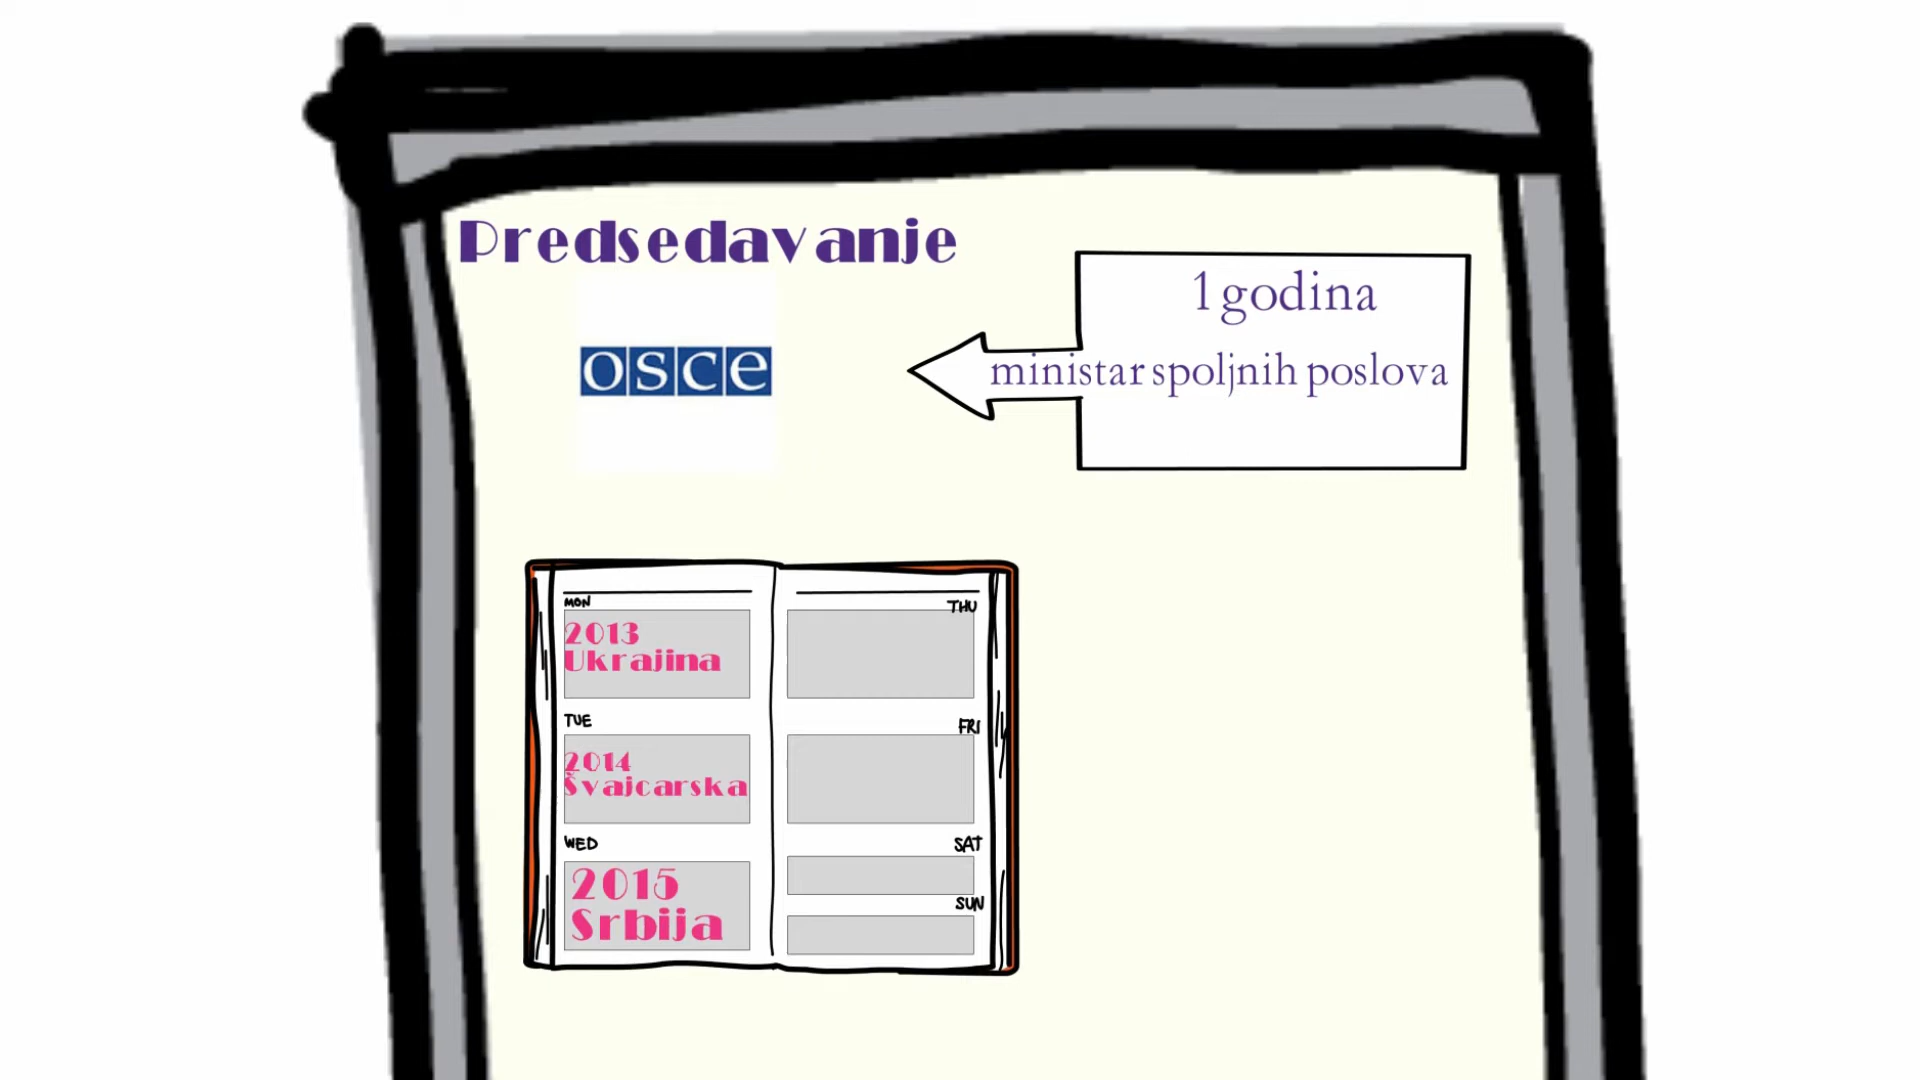 Predsedavanje
osce
1 godina
ministar spoljnih poslova
MON
2013
Ukrajina
TUE
2014
Švajcarska
WED
2015
Srbija
THU
FRI
SAT
SUN